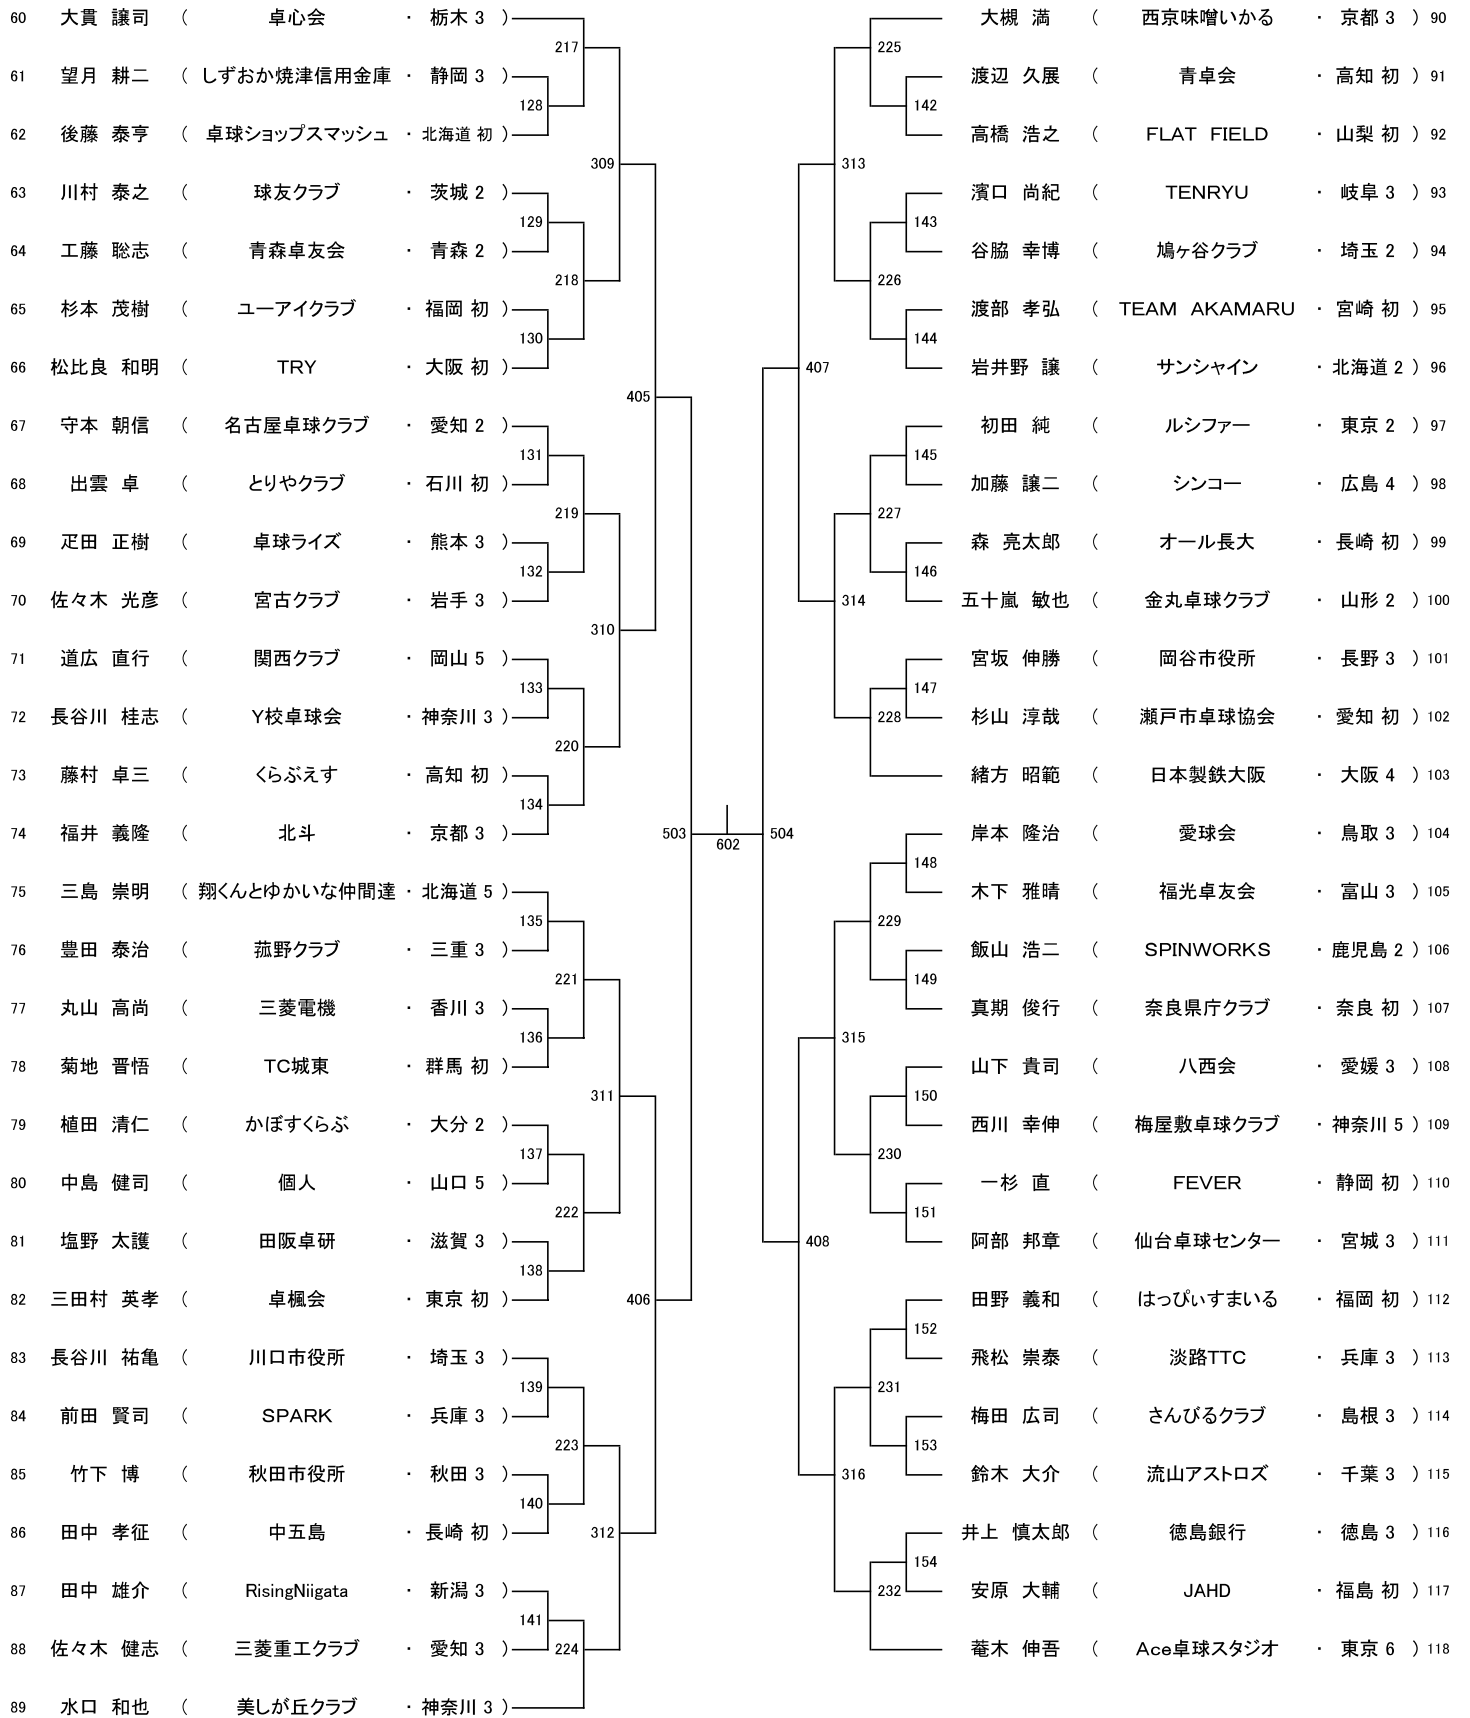 60 大貫 譲司 ( 卓心会 ・ 栃木 3 )
61 望月 耕二 ( しずおか焼津信用金庫 ・ 静岡 3 )
62 後藤 泰亨 ( 卓球ショップスマッシュ ・ 北海道 初 )
63 川村 泰之 ( 球友クラブ ・ 茨城 2 )
64 工藤 聡志 ( 青森卓友会 ・ 青森 2 )
65 杉本 茂樹 ( ユーアイクラブ ・ 福岡 初 )
66 松比良 和明 ( TRY ・ 大阪 初 )
67 守本 朝信 ( 名古屋卓球クラブ ・ 愛知 2 )
68 出雲 卓 ( とりやクラブ ・ 石川 初 )
69 疋田 正樹 ( 卓球ライズ ・ 熊本 3 )
70 佐々木 光彦 ( 宮古クラブ ・ 岩手 3 )
71 道広 直行 ( 関西クラブ ・ 岡山 5 )
72 長谷川 桂志 ( Y校卓球会 ・ 神奈川 3 )
73 藤村 卓三 ( くらぶえす ・ 高知 初 )
74 福井 義隆 ( 北斗 ・ 京都 3 )
75 三島 崇明 ( 翔くんとゆかいな仲間達 ・ 北海道 5 )
76 豊田 泰治 ( 菰野クラブ ・ 三重 3 )
77 丸山 高尚 ( 三菱電機 ・ 香川 3 )
78 菊地 晋悟 ( TC城東 ・ 群馬 初 )
79 植田 清仁 ( かぼすくらぶ ・ 大分 2 )
80 中島 健司 ( 個人 ・ 山口 5 )
81 塩野 太護 ( 田阪卓研 ・ 滋賀 3 )
82 三田村 英孝 ( 卓楓会 ・ 東京 初 )
83 長谷川 祐亀 ( 川口市役所 ・ 埼玉 3 )
84 前田 賢司 ( SPARK ・ 兵庫 3 )
85 竹下 博 ( 秋田市役所 ・ 秋田 3 )
86 田中 孝征 ( 中五島 ・ 長崎 初 )
87 田中 雄介 ( RisingNiigata ・ 新潟 3 )
88 佐々木 健志 ( 三菱重工クラブ ・ 愛知 3 )
89 水口 和也 ( 美しが丘クラブ ・ 神奈川 3 )
217
128
309
129
218
130
405
131
219
132
310
133
220
134
503
135
221
136
311
137
222
138
406
139
223
140
312
141
224
602
大槻 満 ( 西京味噌いかる ・ 京都 3 ) 90
渡辺 久展 ( 青卓会 ・ 高知 初 ) 91
高橋 浩之 ( FLAT FIELD ・ 山梨 初 ) 92
濱口 尚紀 ( TENRYU ・ 岐阜 3 ) 93
谷脇 幸博 ( 鳩ヶ谷クラブ ・ 埼玉 2 ) 94
渡部 孝弘 ( TEAM AKAMARU ・ 宮崎 初 ) 95
岩井野 譲 ( サンシャイン ・ 北海道 2 ) 96
初田 純 ( ルシファー ・ 東京 2 ) 97
加藤 譲二 ( シンコー ・ 広島 4 ) 98
森 亮太郎 ( オール長大 ・ 長崎 初 ) 99
五十嵐 敏也 ( 金丸卓球クラブ ・ 山形 2 ) 100
宮坂 伸勝 ( 岡谷市役所 ・ 長野 3 ) 101
杉山 淳哉 ( 瀬戸市卓球協会 ・ 愛知 初 ) 102
緒方 昭範 ( 日本製鉄大阪 ・ 大阪 4 ) 103
岸本 隆治 ( 愛球会 ・ 鳥取 3 ) 104
木下 雅晴 ( 福光卓友会 ・ 富山 3 ) 105
飯山 浩二 ( SPINWORKS ・ 鹿児島 2 ) 106
真期 俊行 ( 奈良県庁クラブ ・ 奈良 初 ) 107
山下 貴司 ( 八西会 ・ 愛媛 3 ) 108
西川 幸伸 ( 梅屋敷卓球クラブ ・ 神奈川 5 ) 109
一杉 直 ( FEVER ・ 静岡 初 ) 110
阿部 邦章 ( 仙台卓球センター ・ 宮城 3 ) 111
田野 義和 ( はっぴぃすまいる ・ 福岡 初 ) 112
飛松 崇泰 ( 淡路TTC ・ 兵庫 3 ) 113
梅田 広司 ( さんびるクラブ ・ 島根 3 ) 114
鈴木 大介 ( 流山アストロズ ・ 千葉 3 ) 115
井上 慎太郎 ( 徳島銀行 ・ 徳島 3 ) 116
安原 大輔 ( JAHD ・ 福島 初 ) 117
菴木 伸吾 ( Ace卓球スタジオ ・ 東京 6 ) 118
225
142
313
143
226
144
407
145
227
146
314
147
228
504
148
229
149
315
150
230
151
408
152
231
153
316
154
232